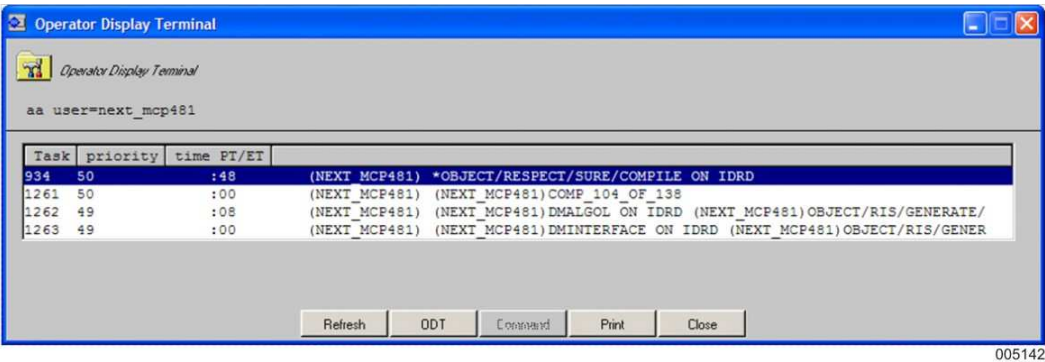 Operator Display Terminal
Operator Display Terminal
aa user=next_mcp481
Task priority time PT/ET
934 50 :48 (NEXT_MCP481) *OBJECT/RESPECT/SURE/COMPILE ON IDRD
1261 50 :00 (NEXT_MCP481) (NEXT_MCP481)COMP_104_OF_138
1262 49 :08 (NEXT_MCP481) (NEXT_MCP481)DMALGOL ON IDRD (NEXT_MCP481)OBJECT/RIS/GENERATE/
1263 49 :00 (NEXT_MCP481) (NEXT_MCP481)DMINTERFACE ON IDRD (NEXT_MCP481)OBJECT/RIS/GENER
Refresh ODT Command Print Close
005142